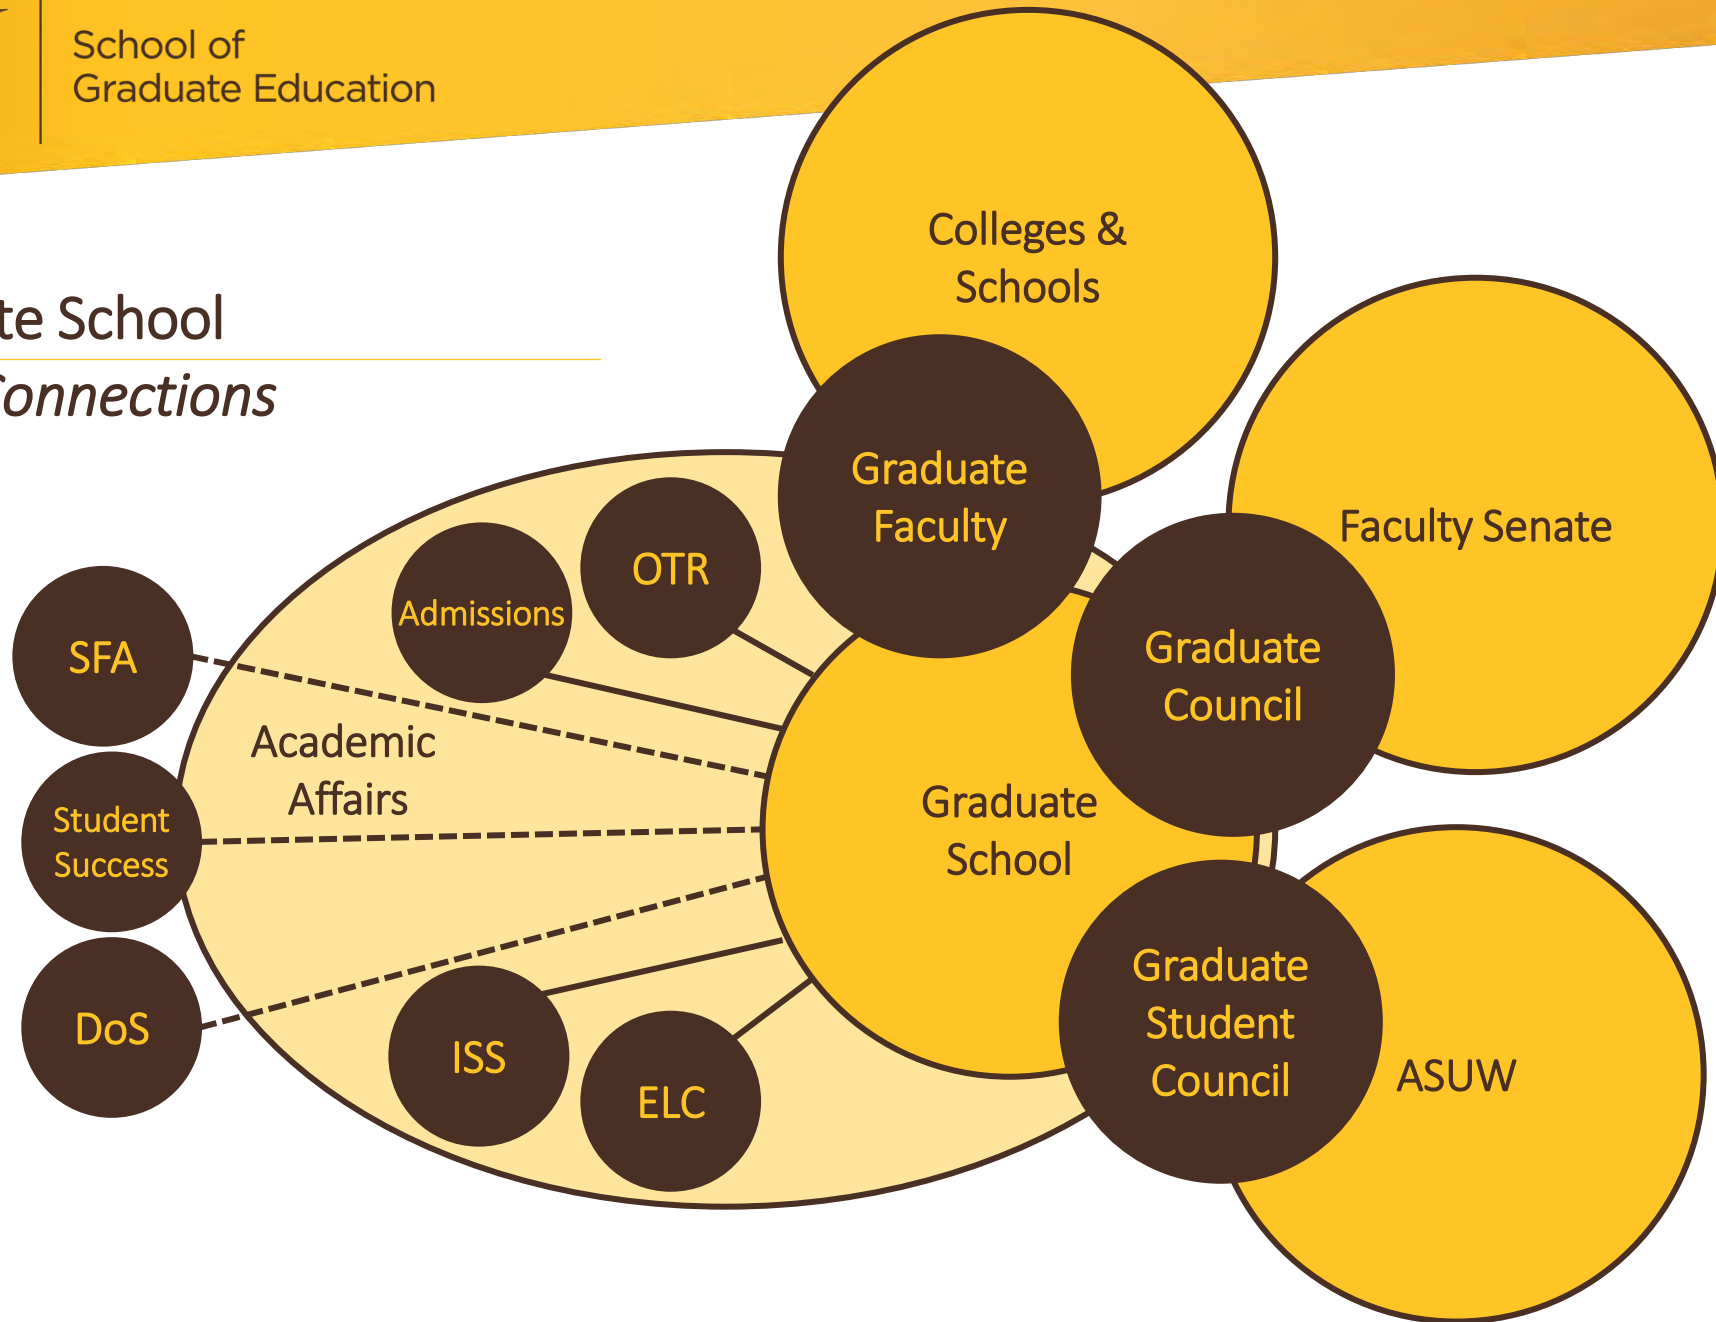 School of
Graduate Education
te School
Connections
Colleges &
Schools
Graduate
Faculty
Faculty Senate
OTR
Admissions
Graduate
Council
SFA
Academic
Affairs
Student
Success
Graduate
School
DoS
ISS
ELC
Graduate
Student
Council
ASUW